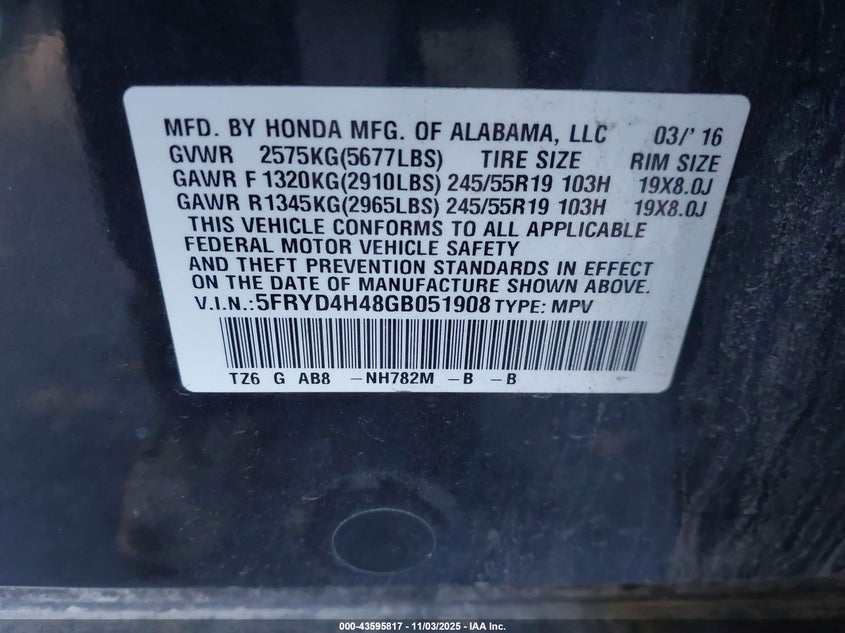 MFD. BY HONDA MFG. OF ALABAMA, LLC 03/'16
GVWR 2575KG(5677LBS) TIRE SIZE RIM SIZE
GAWR F 1320KG(2910LBS) 245/55R19 103H 19X8.0J
GAWR R 1345KG(2965LBS) 245/55R19 103H 19X8.0J
THIS VEHICLE CONFORMS TO ALL APPLICABLE
FEDERAL MOTOR VEHICLE SAFETY
AND THEFT PREVENTION STANDARDS IN EFFECT
ON THE DATE OF MANUFACTURE SHOWN ABOVE.
V.I.N.: 5FRYD4H48GB051908 TYPE: MPV
TZ6 G AB8 -NH782M -B -B
000-43595817 - 11/03/2025 - IAA Inc.